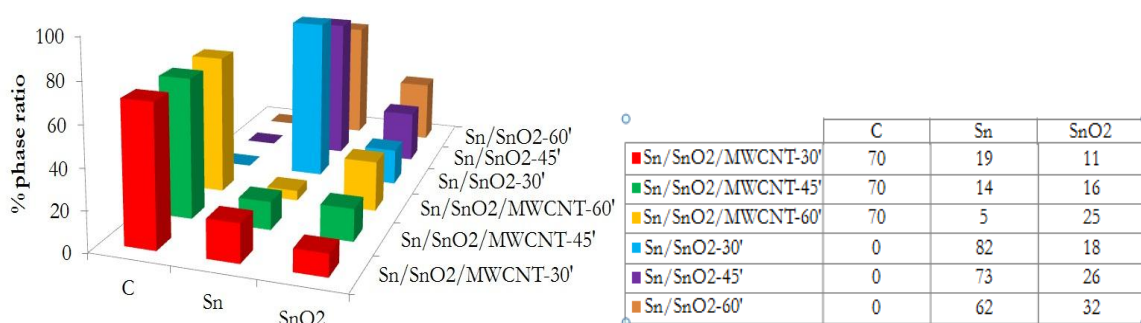 % phase ratio
100
80
60
40
20
0
C
Sn
SnO2
Sn/SnO2-60'
Sn/SnO2-45'
Sn/SnO2-30'
Sn/SnO2/MWCNT-60'
Sn/SnO2/MWCNT-45'
Sn/SnO2/MWCNT-30'
C Sn SnO2
Sn/SnO2/MWCNT-30' 70 19 11
Sn/SnO2/MWCNT-45' 70 14 16
Sn/SnO2/MWCNT-60' 70 5 25
Sn/SnO2-30' 0 82 18
Sn/SnO2-45' 0 73 26
Sn/SnO2-60' 0 62 32